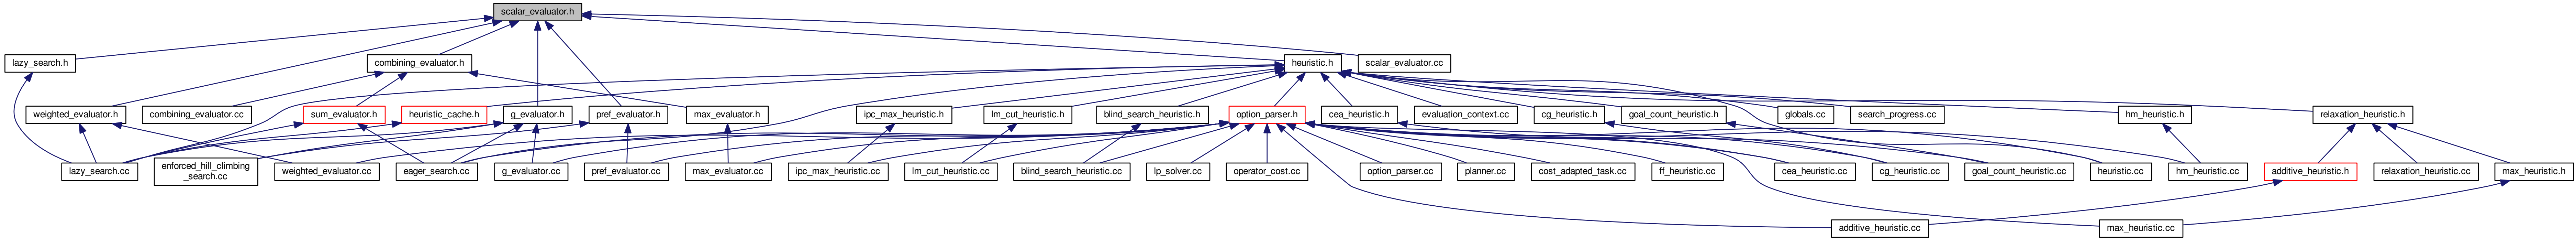 scalar_evaluator.h
lazy_search.h
combining_evaluator.h
heuristic.h
scalar_evaluator.cc
weighted_evaluator.h
combining_evaluator.cc
sum_evaluator.h
heuristic_cache.h
g_evaluator.h
pref_evaluator.h
max_evaluator.h
ipc_max_heuristic.h
lm_cut_heuristic.h
blind_search_heuristic.h
option_parser.h
cea_heuristic.h
evaluation_context.cc
cg_heuristic.h
goal_count_heuristic.h
globals.cc
search_progress.cc
hm_heuristic.h
relaxation_heuristic.h
lazy_search.cc
enforced_hill_climbing
_search.cc
weighted_evaluator.cc
eager_search.cc
g_evaluator.cc
pref_evaluator.cc
max_evaluator.cc
ipc_max_heuristic.cc
lm_cut_heuristic.cc
blind_search_heuristic.cc
lp_solver.cc
operator_cost.cc
option_parser.cc
planner.cc
cost_adapted_task.cc
ff_heuristic.cc
cea_heuristic.cc
cg_heuristic.cc
goal_count_heuristic.cc
heuristic.cc
hm_heuristic.cc
additive_heuristic.h
relaxation_heuristic.cc
max_heuristic.h
additive_heuristic.cc
max_heuristic.cc